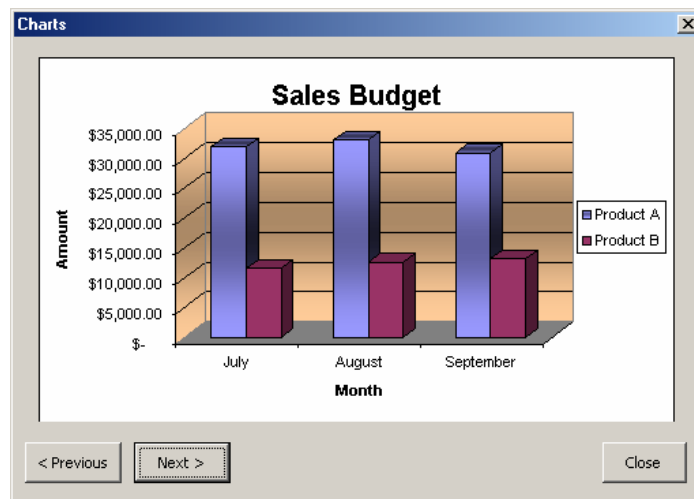 Charts
Sales Budget
$35,000.00
$30,000.00
$25,000.00
$20,000.00
$15,000.00
$10,000.00
$5,000.00
$-
Amount
July August September
Month
Product A
Product B
< Previous Next > Close